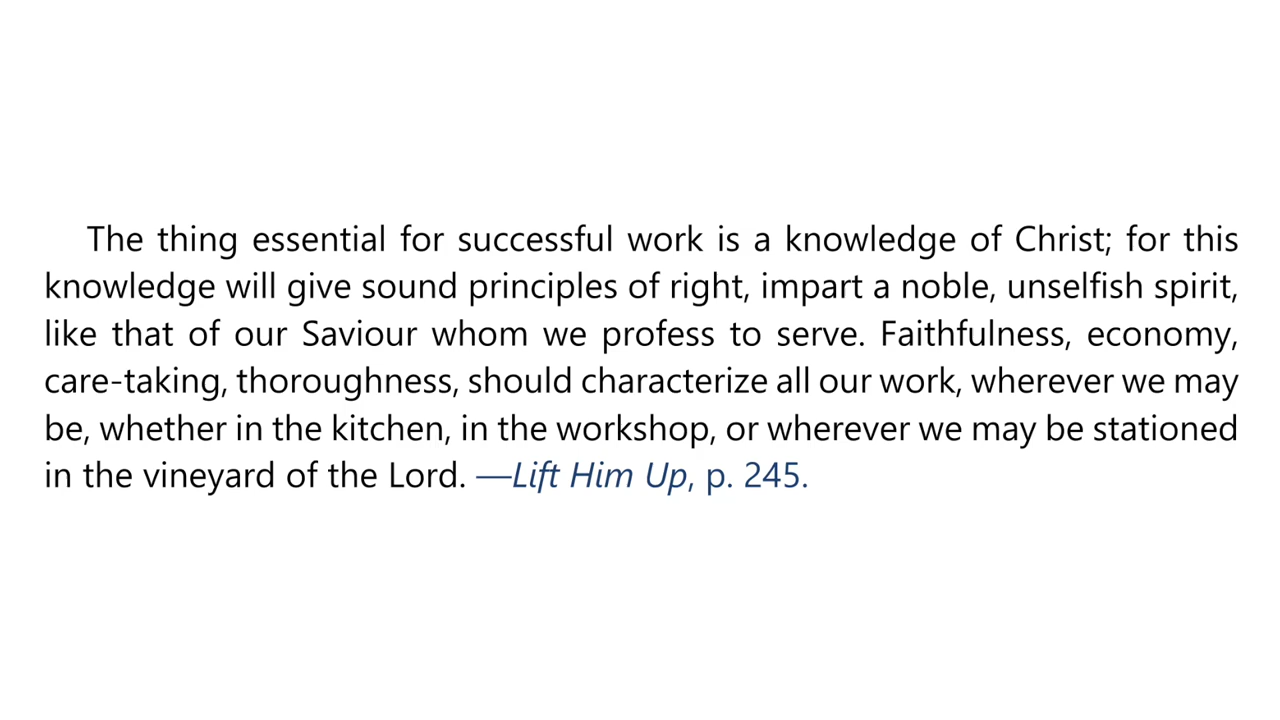 The thing essential for successful work is a knowledge of Christ; for this
knowledge will give sound principles of right, impart a noble, unselfish spirit,
like that of our Saviour whom we profess to serve. Faithfulness, economy,
care-taking, thoroughness, should characterize all our work, wherever we may
be, whether in the kitchen, in the workshop, or wherever we may be stationed
in the vineyard of the Lord. —Lift Him Up, p. 245.